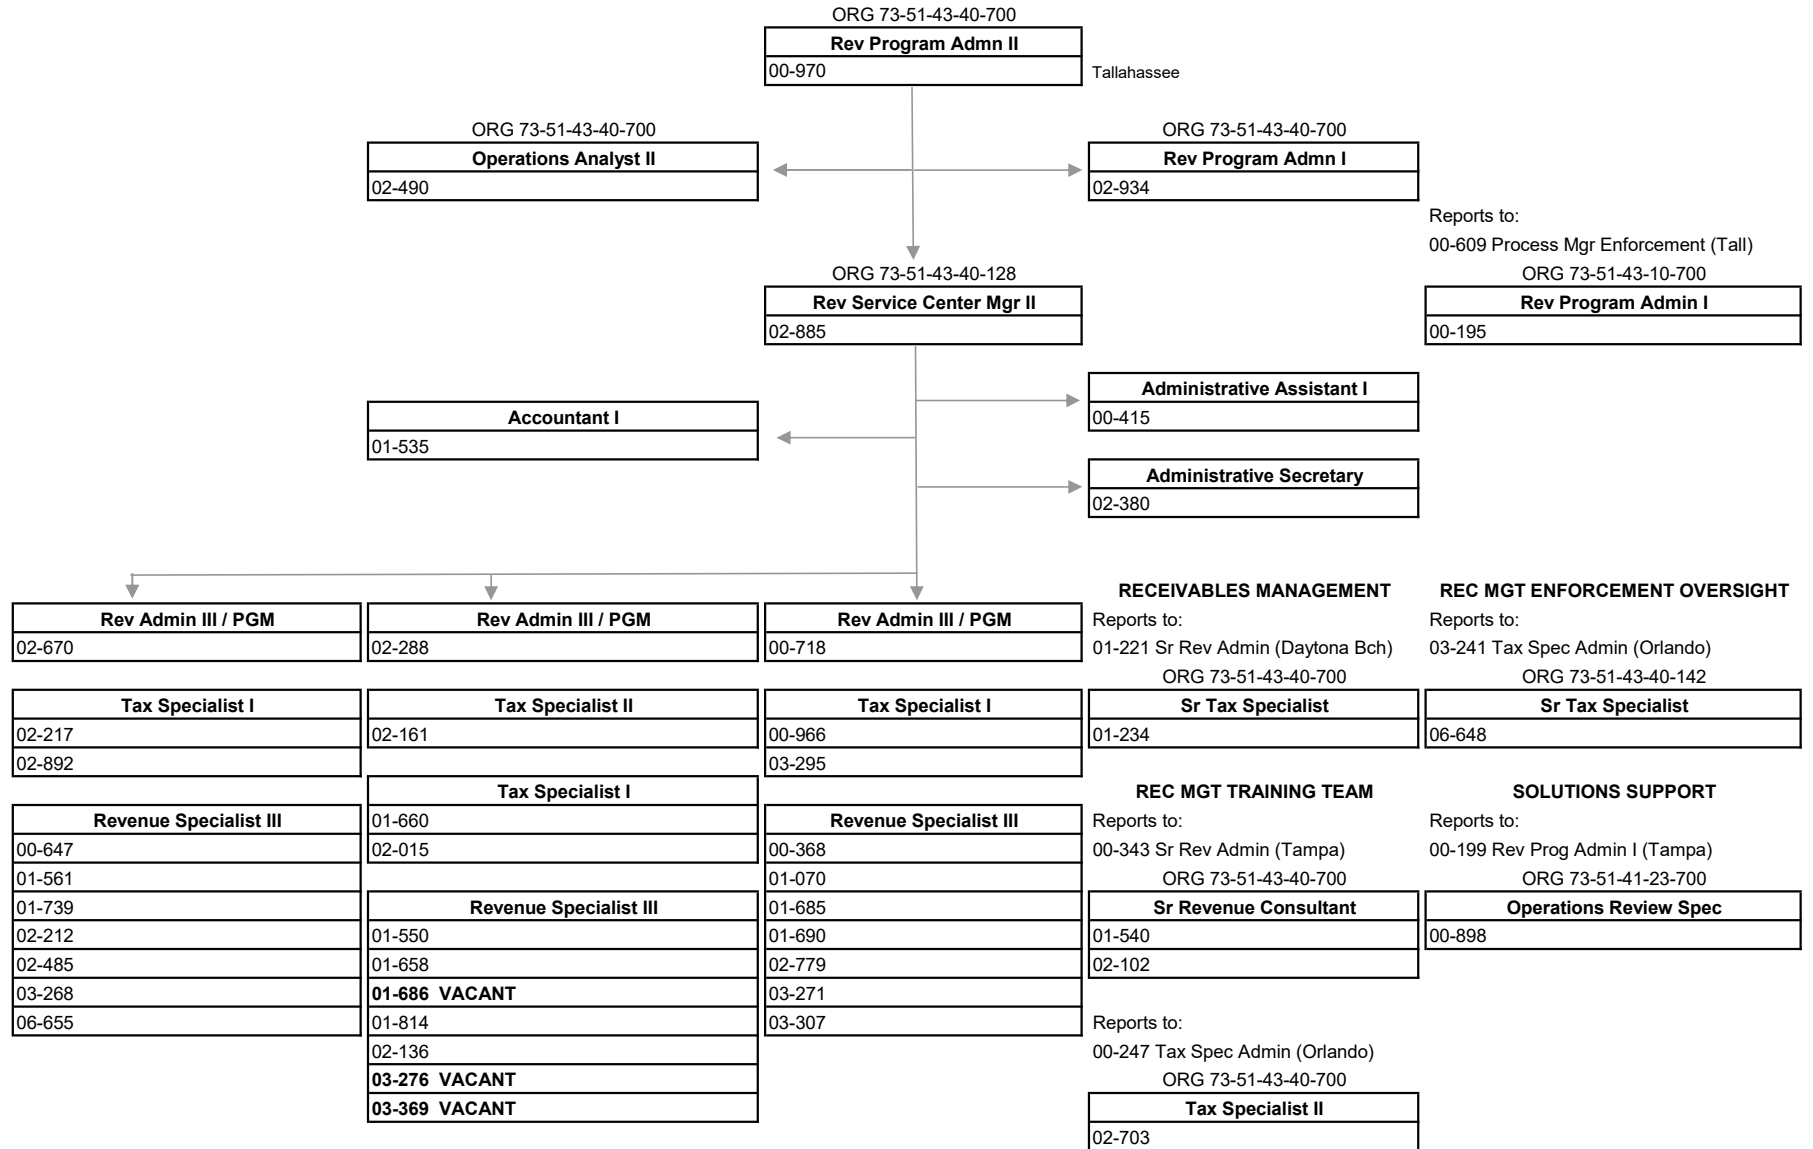 ORG 73-51-43-40-700
Rev Program Admn II
00-970
Tallahassee
ORG 73-51-43-40-700
Operations Analyst II
02-490
ORG 73-51-43-40-700
Rev Program Admn I
02-934
Reports to:
00-609 Process Mgr Enforcement (Tall)
ORG 73-51-43-10-700
Rev Program Admin I
00-195
ORG 73-51-43-40-128
Rev Service Center Mgr II
02-885
Administrative Assistant I
00-415
Accountant I
01-535
Administrative Secretary
02-380
Rev Admin III / PGM
02-670
Tax Specialist I
02-217
02-892
Revenue Specialist III
00-647
01-561
01-739
02-212
02-485
03-268
06-655
Rev Admin III / PGM
02-288
Tax Specialist II
02-161
Tax Specialist I
01-660
02-015
Revenue Specialist III
01-550
01-658
01-686 VACANT
01-814
02-136
03-276 VACANT
03-369 VACANT
Rev Admin III / PGM
00-718
Tax Specialist I
00-966
03-295
Revenue Specialist III
00-368
01-070
01-685
01-690
02-779
03-271
03-307
RECEIVABLES MANAGEMENT
Reports to:
01-221 Sr Rev Admin (Daytona Bch)
ORG 73-51-43-40-700
Sr Tax Specialist
01-234
REC MGT TRAINING TEAM
Reports to:
00-343 Sr Rev Admin (Tampa)
ORG 73-51-43-40-700
Sr Revenue Consultant
01-540
02-102
Reports to:
00-247 Tax Spec Admin (Orlando)
ORG 73-51-43-40-700
Tax Specialist II
02-703
REC MGT ENFORCEMENT OVERSIGHT
Reports to:
03-241 Tax Spec Admin (Orlando)
ORG 73-51-43-40-142
Sr Tax Specialist
06-648
SOLUTIONS SUPPORT
Reports to:
00-199 Rev Prog Admin I (Tampa)
ORG 73-51-41-23-700
Operations Review Spec
00-898